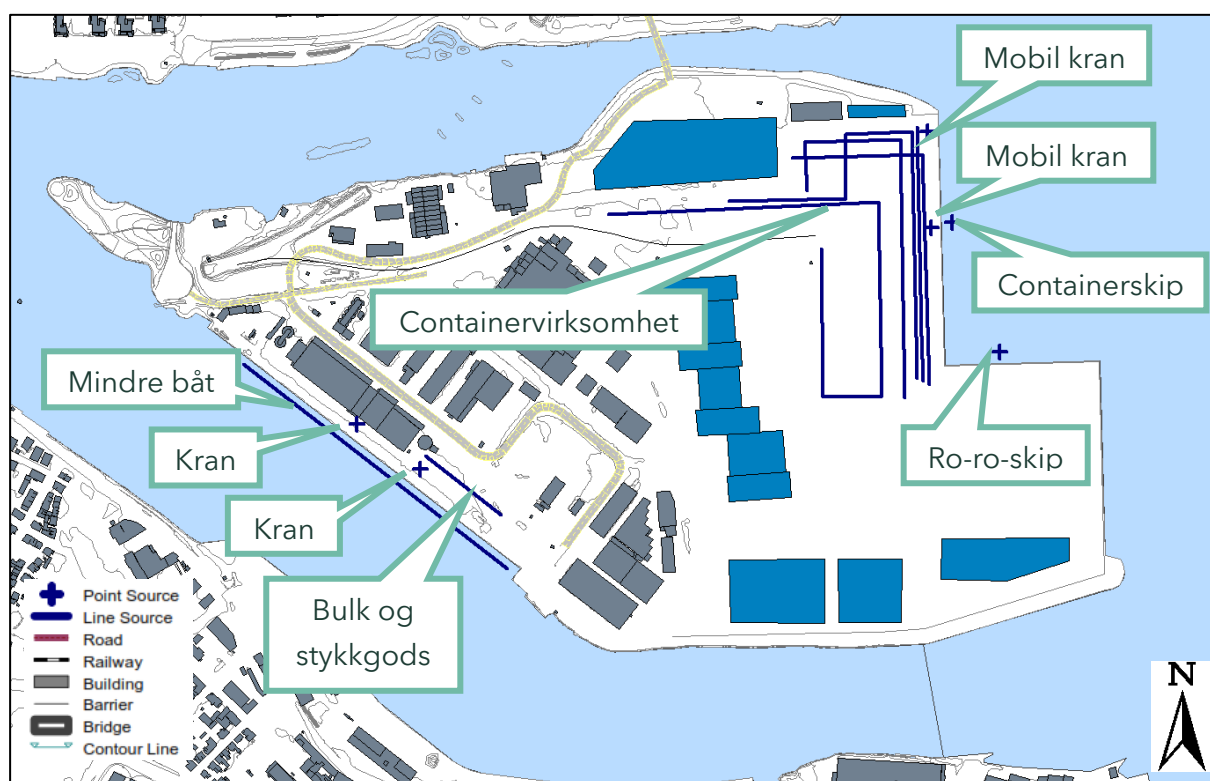 Mobil kran
Mobil kran
Containerskip
Containervirksomhet
Mindre båt
Kran
Ro-ro-skip
Kran
Bulk og
stykkgods
Point Source
Line Source
Road
Railway
Building
Barrier
Bridge
Contour Line
N